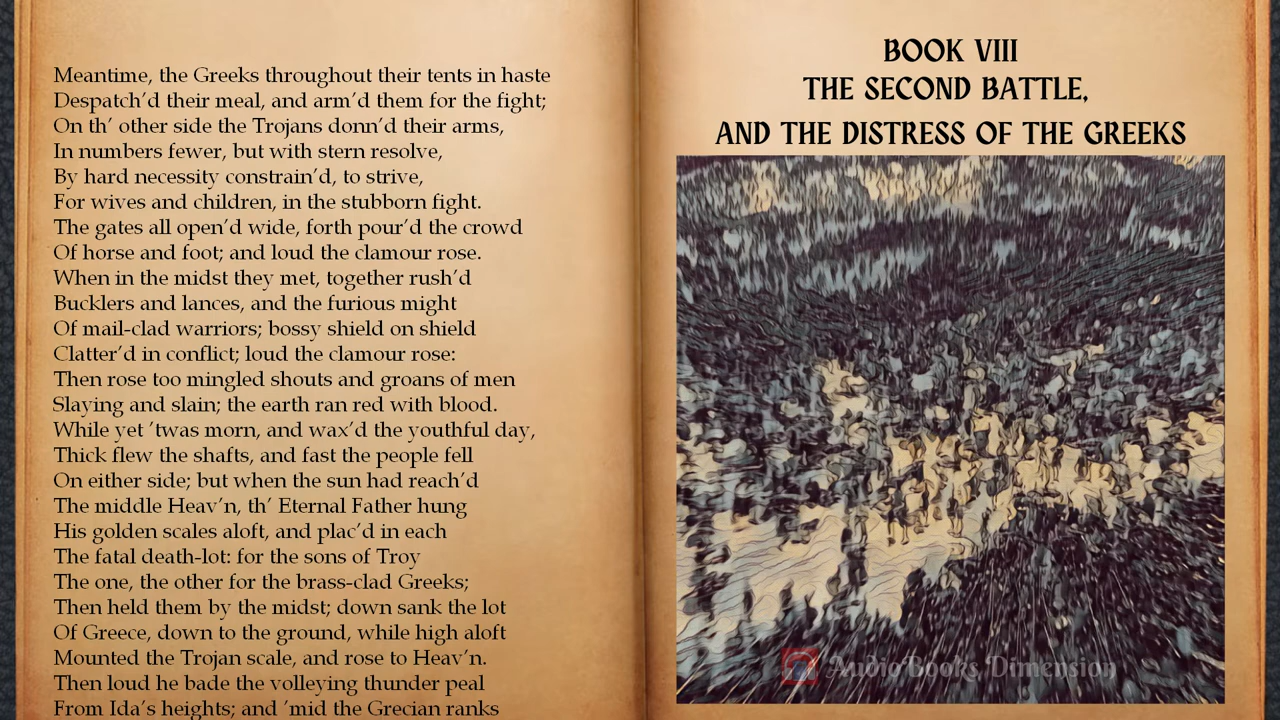 Meantime, the Greeks throughout their tents in haste
Despatch’d their meal, and arm’d them for the fight;
On th’ other side the Trojans donn’d their arms,
In numbers fewer, but with stern resolve,
By hard necessity constrain’d, to strive,
For wives and children, in the stubborn fight.
The gates all open’d wide, forth pour’d the crowd
Of horse and foot; and loud the clamour rose.
When in the midst they met, together rush’d
Bucklers and lances, and the furious might
Of mail-clad warriors; bossy shield on shield
Clatter’d in conflict; loud the clamour rose:
Then rose too mingled shouts and groans of men
Slaying and slain; the earth ran red with blood.
While yet ’twas morn, and wax’d the youthful day,
Thick flew the shafts, and fast the people fell
On either side; but when the sun had reach’d
The middle Heav’n, th’ Eternal Father hung
His golden scales aloft, and plac’d in each
The fatal death-lot: for the sons of Troy
The one, the other for the brass-clad Greeks;
Then held them by the midst; down sank the lot
Of Greece, down to the ground, while high aloft
Mounted the Trojan scale, and rose to Heav’n.
Then loud he bade the volleying thunder peal
From Ida’s heights; and ’mid the Grecian ranks
BOOK VIII
THE SECOND BATTLE,
AND THE DISTRESS OF THE GREEKS
AudioBooks Dimension